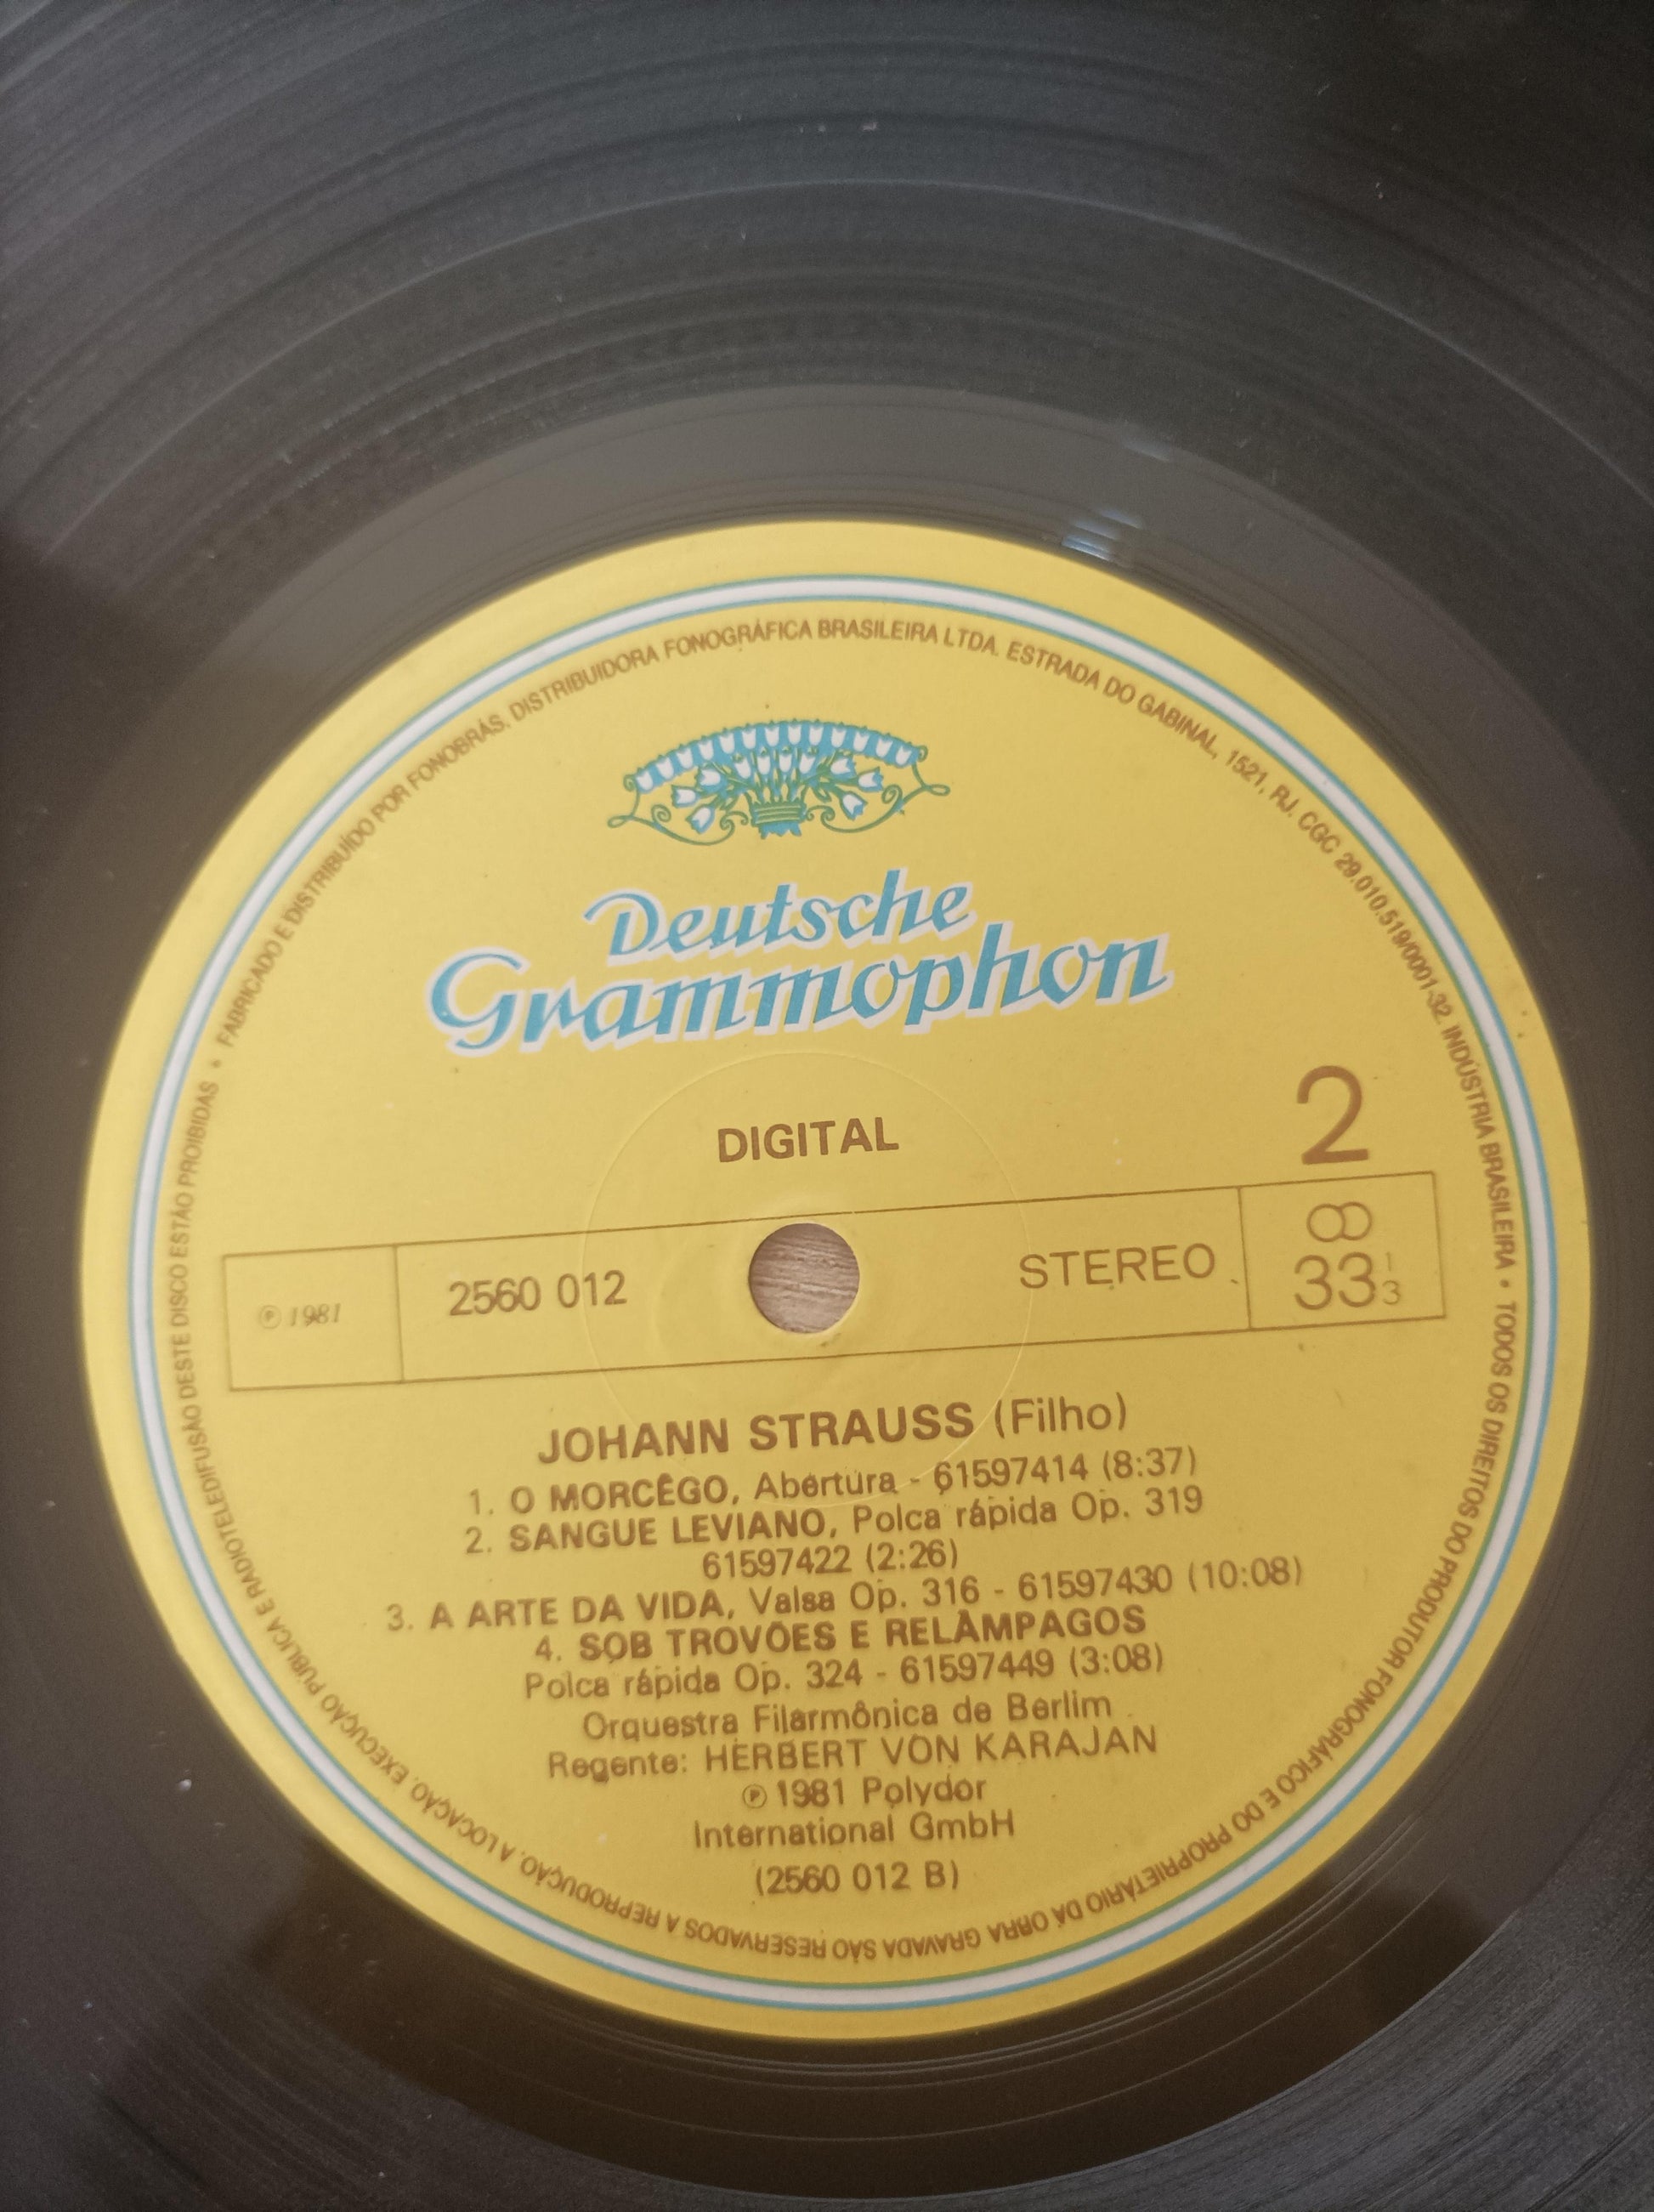 FABRICADO E DISTRIBUÍDO POR FONOBRÁS. DISTRIBUIDORA FONOGRÁFICA BRASILEIRA LTDA. ESTRADA DO GABINAL, 1521, RJ. CGC 29.010.519/0001-32. INDÚSTRIA BRASILEIRA • TODOS OS DIREITOS DO PRODUTOR FONOGRÁFICO E DO PROPRIETÁRIO DA OBRA GRAVADA SÃO RESERVADOS A REPRODUÇÃO. A LOCAÇÃO. EXECUÇÃO PÚBLICA E RADIOTELEDIFUSÃO DESTE DISCO ESTÃO PROIBIDAS •
Deutsche
Grammophon
DIGITAL
2
℗ 1981 2560 012 STEREO 33 1/3
JOHANN STRAUSS (Filho)
1. O MORCÊGO, Abertura - 61597414 (8:37)
2. SANGUE LEVIANO, Polca rápida Op. 319
61597422 (2:26)
3. A ARTE DA VIDA, Valsa Op. 316 - 61597430 (10:08)
4. SOB TROVÕES E RELÂMPAGOS
Polca rápida Op. 324 - 61597449 (3:08)
Orquestra Filarmônica de Berlim
Regente: HERBERT VON KARAJAN
℗ 1981 Polydor
International GmbH
(2560 012 B)